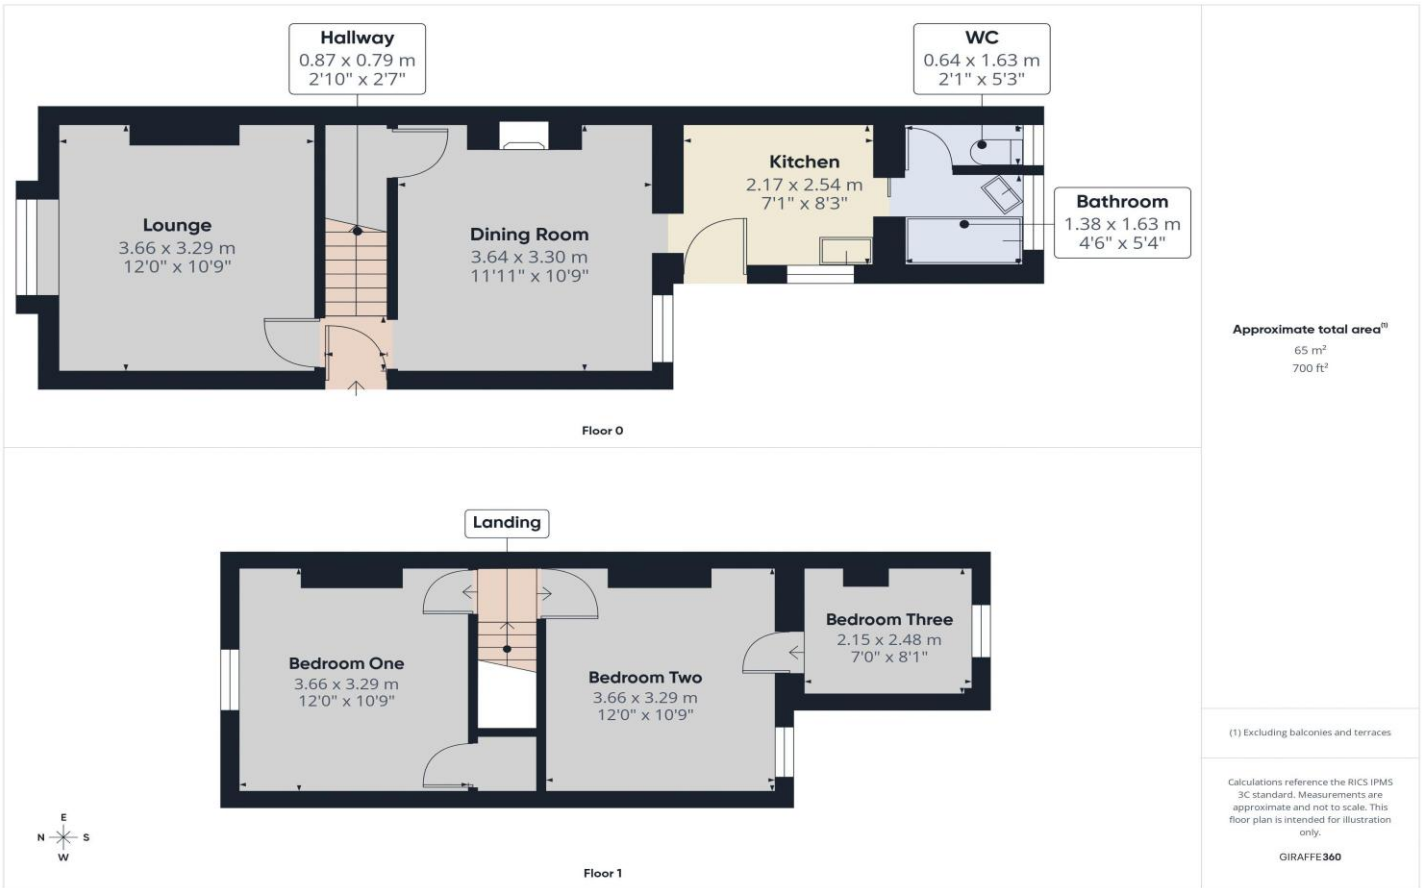 Hallway
0.87 x 0.79 m
2'10" x 2'7"
WC
0.64 x 1.63 m
2'1" x 5'3"
Kitchen
2.17 x 2.54 m
7'1" x 8'3"
Lounge
3.66 x 3.29 m
12'0" x 10'9"
Dining Room
3.64 x 3.30 m
11'11" x 10'9"
Bathroom
1.38 x 1.63 m
4'6" x 5'4"
Floor 0
Landing
Bedroom One
3.66 x 3.29 m
12'0" x 10'9"
Bedroom Two
3.66 x 3.29 m
12'0" x 10'9"
Bedroom Three
2.15 x 2.48 m
7'0" x 8'1"
E
N S
W
Floor 1
Approximate total area(1)
65 m²
700 ft²
(1) Excluding balconies and terraces
Calculations reference the RICS IPMS
3C standard. Measurements are
approximate and not to scale. This
floor plan is intended for illustration
only.
GIRAFFE360